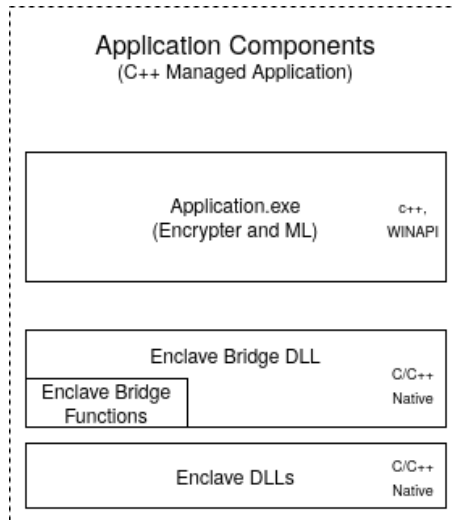 Application Components
(C++ Managed Application)
Application.exe
(Encrypter and ML)
c++,
WINAPI
Enclave Bridge DLL
C/C++
Native
Enclave Bridge
Functions
Enclave DLLs
C/C++
Native